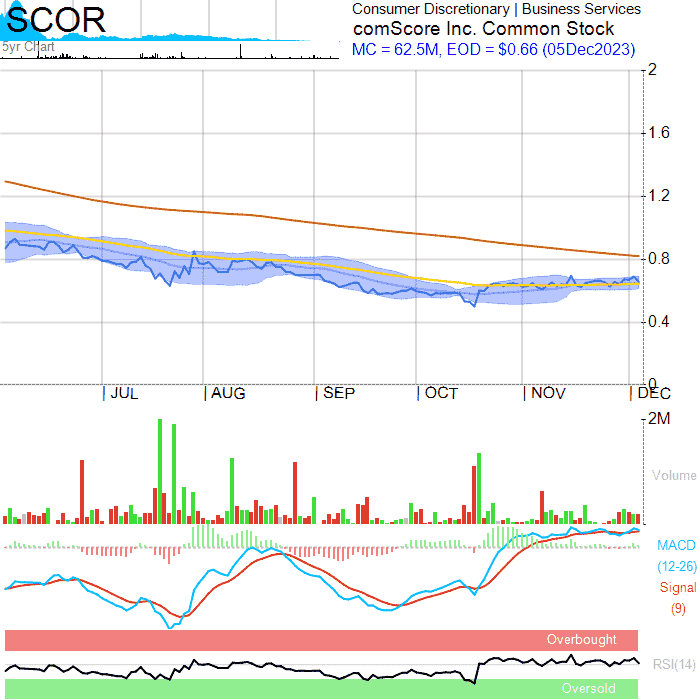 SCOR
5yr Chart
Consumer Discretionary | Business Services
comScore Inc. Common Stock
MC = 62.5M, EOD = $0.66 (05Dec2023)
2
1.6
1.2
0.8
0.4
0
| JUL | AUG | SEP | OCT | NOV | DEC
2M
Volume
MACD
(12-26)
Signal
(9)
Overbought
RSI(14)
Oversold